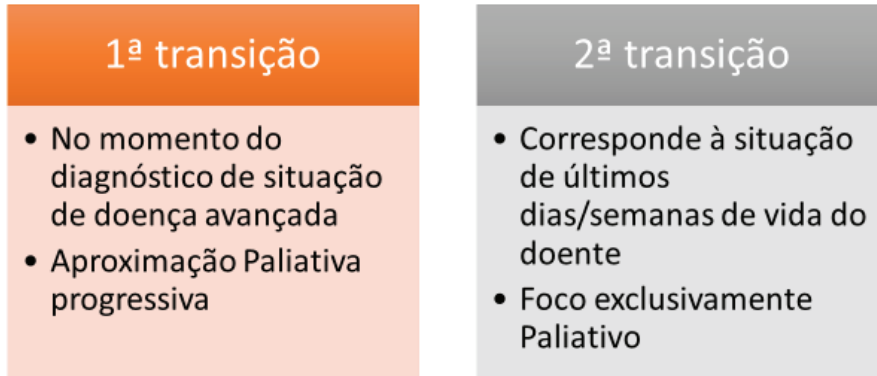 1ª transição
• No momento do
diagnóstico de situação
de doença avançada
• Aproximação Paliativa
progressiva
2ª transição
• Corresponde à situação
de últimos
dias/semanas de vida do
doente
• Foco exclusivamente
Paliativo